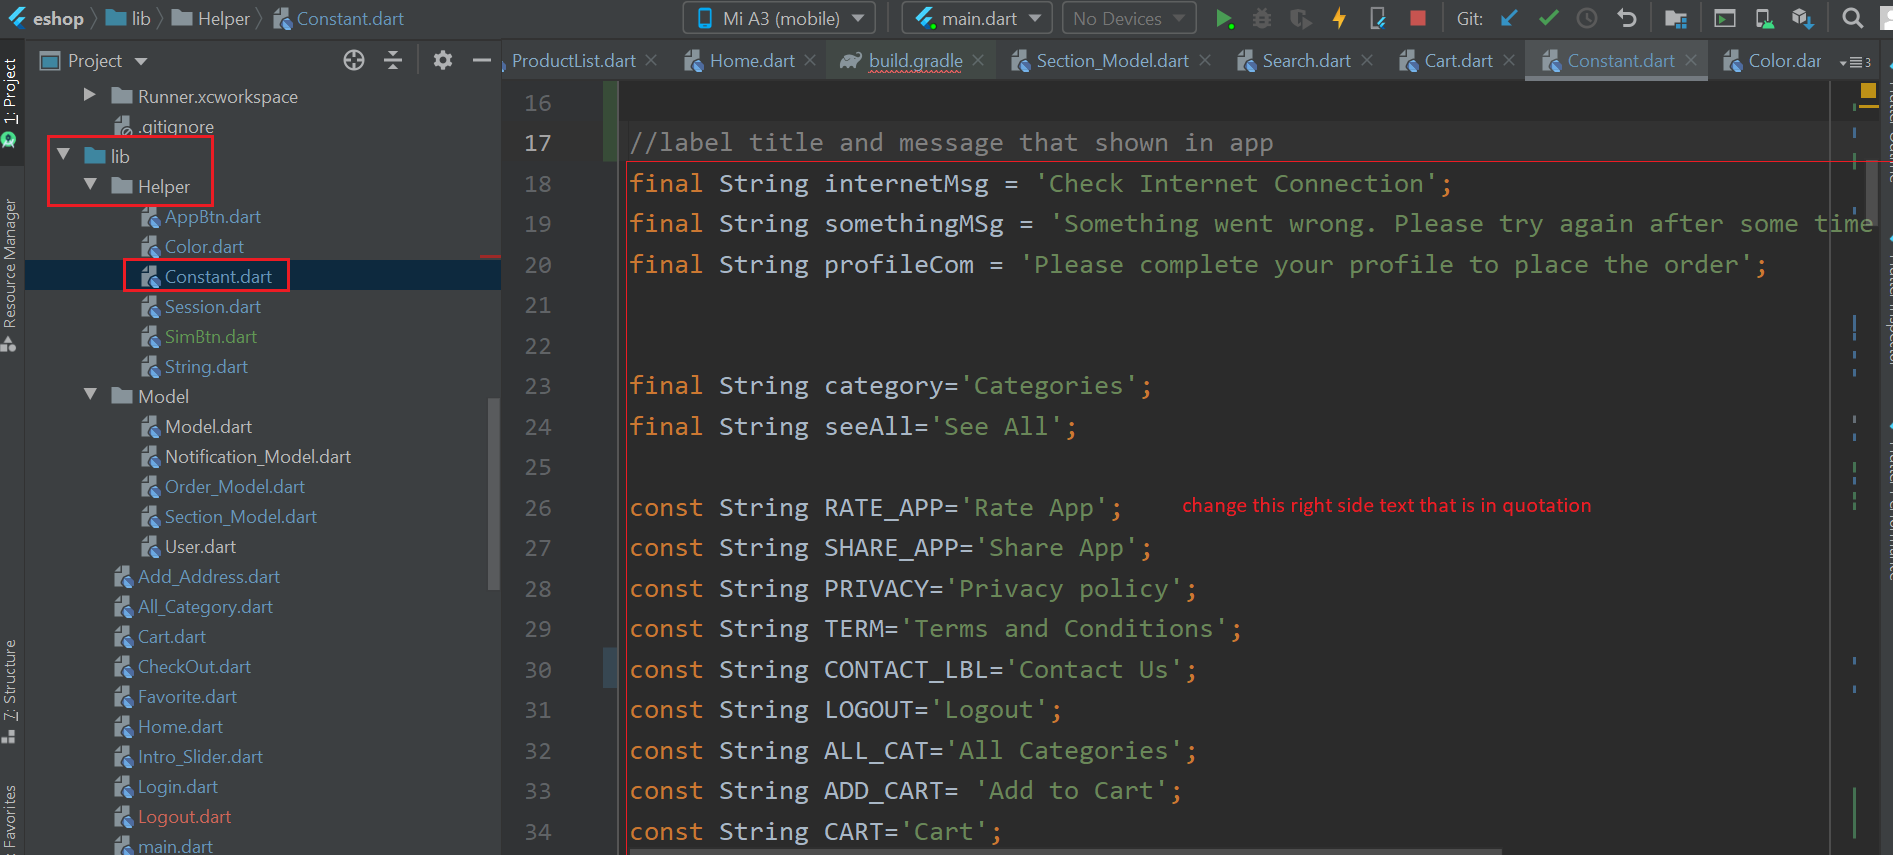 eshop lib Helper Constant.dart Mi A3 (mobile) main.dart No Devices Git:
Project
ProductList.dart Home.dart build.gradle Section_Model.dart Search.dart Cart.dart Constant.dart Color.dar 3
1: Project
Resource Manager
7: Structure
Favorites
Runner.xcworkspace
.gitignore
lib
Helper
AppBtn.dart
Color.dart
Constant.dart
Session.dart
SimBtn.dart
String.dart
Model
Model.dart
Notification_Model.dart
Order_Model.dart
Section_Model.dart
User.dart
Add_Address.dart
All_Category.dart
Cart.dart
CheckOut.dart
Favorite.dart
Home.dart
Intro_Slider.dart
Login.dart
Logout.dart
main.dart
16
17 //label title and message that shown in app
18 final String internetMsg = 'Check Internet Connection';
19 final String somethingMSg = 'Something went wrong. Please try again after some time
20 final String profileCom = 'Please complete your profile to place the order';
21
22
23 final String category='Categories';
24 final String seeAll='See All';
25
26 const String RATE_APP='Rate App'; change this right side text that is in quotation
27 const String SHARE_APP='Share App';
28 const String PRIVACY='Privacy policy';
29 const String TERM='Terms and Conditions';
30 const String CONTACT_LBL='Contact Us';
31 const String LOGOUT='Logout';
32 const String ALL_CAT='All Categories';
33 const String ADD_CART= 'Add to Cart';
34 const String CART='Cart';